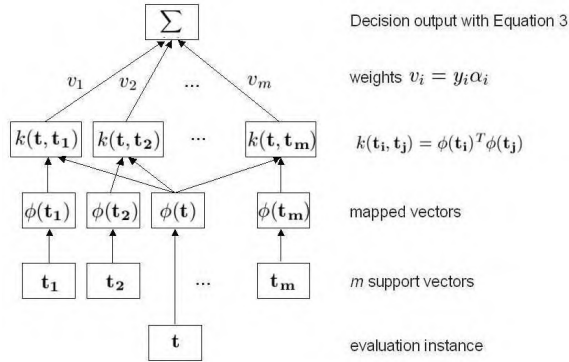 ∑ Decision output with Equation 3
v₁ v₂ ... vₘ weights vᵢ = yᵢαᵢ
k(t, t₁) k(t, t₂) ... k(t, tₘ) k(tᵢ, tⱼ) = ϕ(tᵢ)ᵀϕ(tⱼ)
ϕ(t₁) ϕ(t₂) ϕ(t) ϕ(tₘ) mapped vectors
t₁ t₂ ... tₘ m support vectors
t evaluation instance